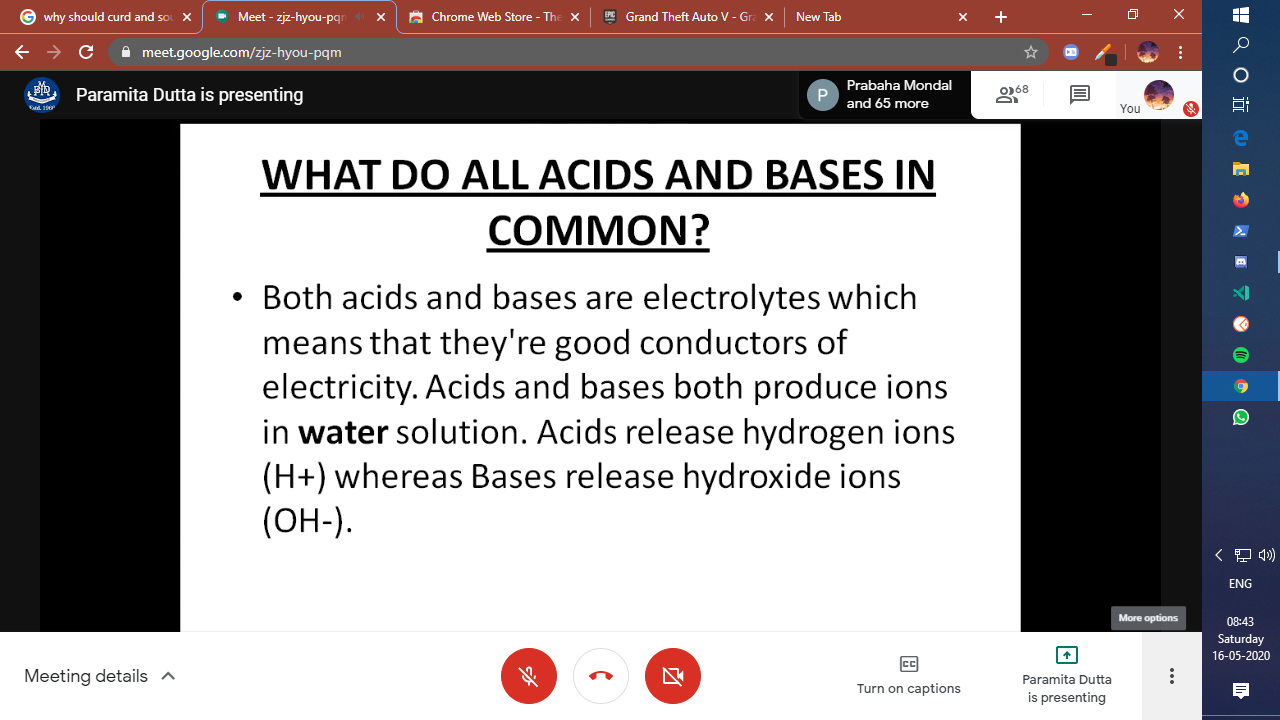 why should curd and sou
Meet - zjz-hyou-pqm
Chrome Web Store - The
Grand Theft Auto V - Gra
New Tab
meet.google.com/zjz-hyou-pqm
Paramita Dutta is presenting
P
Prabaha Mondal
and 65 more
68
You
WHAT DO ALL ACIDS AND BASES IN
COMMON?
• Both acids and bases are electrolytes which
means that they're good conductors of
electricity. Acids and bases both produce ions
in water solution. Acids release hydrogen ions
(H+) whereas Bases release hydroxide ions
(OH-).
More options
Meeting details
CC
Turn on captions
Paramita Dutta
is presenting
ENG
08:43
Saturday
16-05-2020